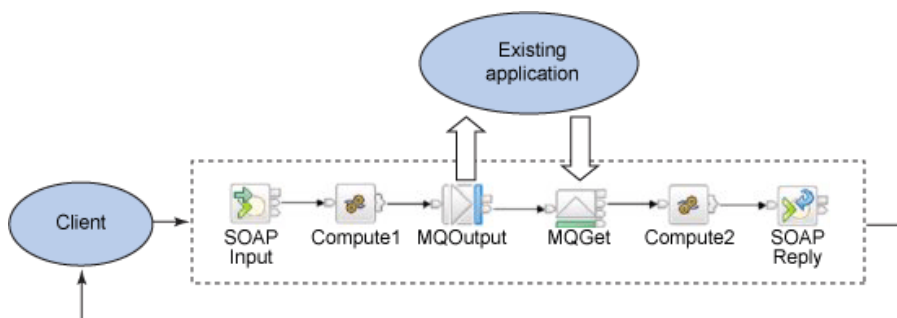 Existing
application
Client
SOAP
Input
Compute1
MQOutput
MQGet
Compute2
SOAP
Reply